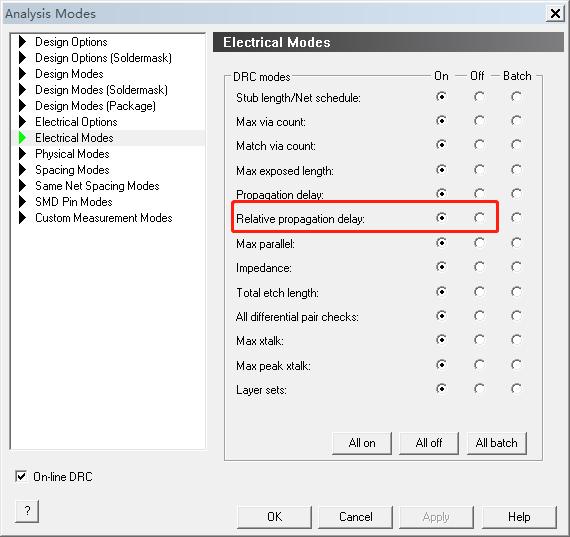 Analysis Modes
Design Options
Design Options (Soldermask)
Design Modes
Design Modes (Soldermask)
Design Modes (Package)
Electrical Options
Electrical Modes
Physical Modes
Spacing Modes
Same Net Spacing Modes
SMD Pin Modes
Custom Measurement Modes
On-line DRC
?
Electrical Modes
DRC modes On Off Batch
Stub length/Net schedule:
Max via count:
Match via count:
Max exposed length:
Propagation delay:
Relative propagation delay:
Max parallel:
Impedance:
Total etch length:
All differential pair checks:
Max xtalk:
Max peak xtalk:
Layer sets:
All on All off All batch
OK Cancel Apply Help